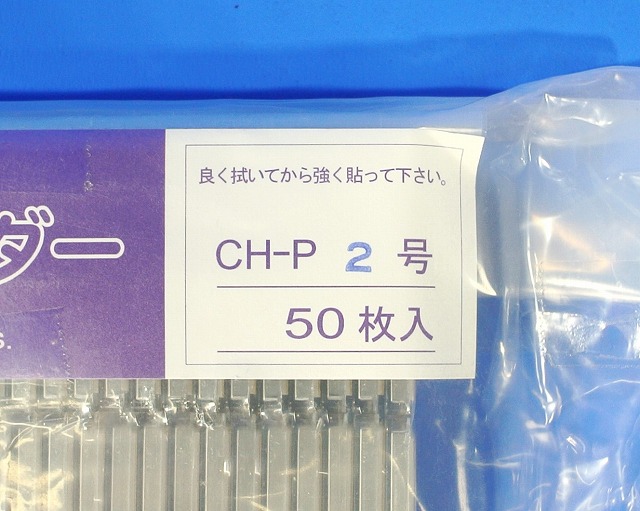 良く拭いてから強く貼って下さい。
ダー
CH-P 2 号
50 枚入
s.